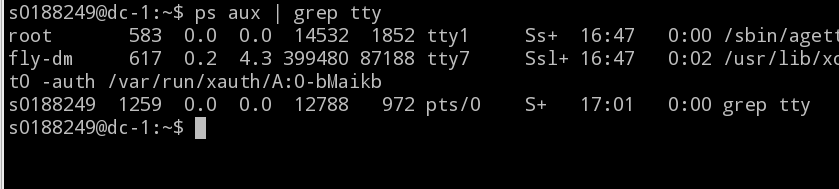 s0188249@dc-1:~$ ps aux | grep tty
root       583  0.0  0.0  14532  1852 tty1     Ss+  16:47   0:00 /sbin/agett
fly-dm     617  0.2  4.3 399480 87188 tty7     Ssl+ 16:47   0:02 /usr/lib/xo
t0 -auth /var/run/xauth/A:0-bMaikb
s0188249  1259  0.0  0.0  12788   972 pts/0    S+   17:01   0:00 grep tty
s0188249@dc-1:~$